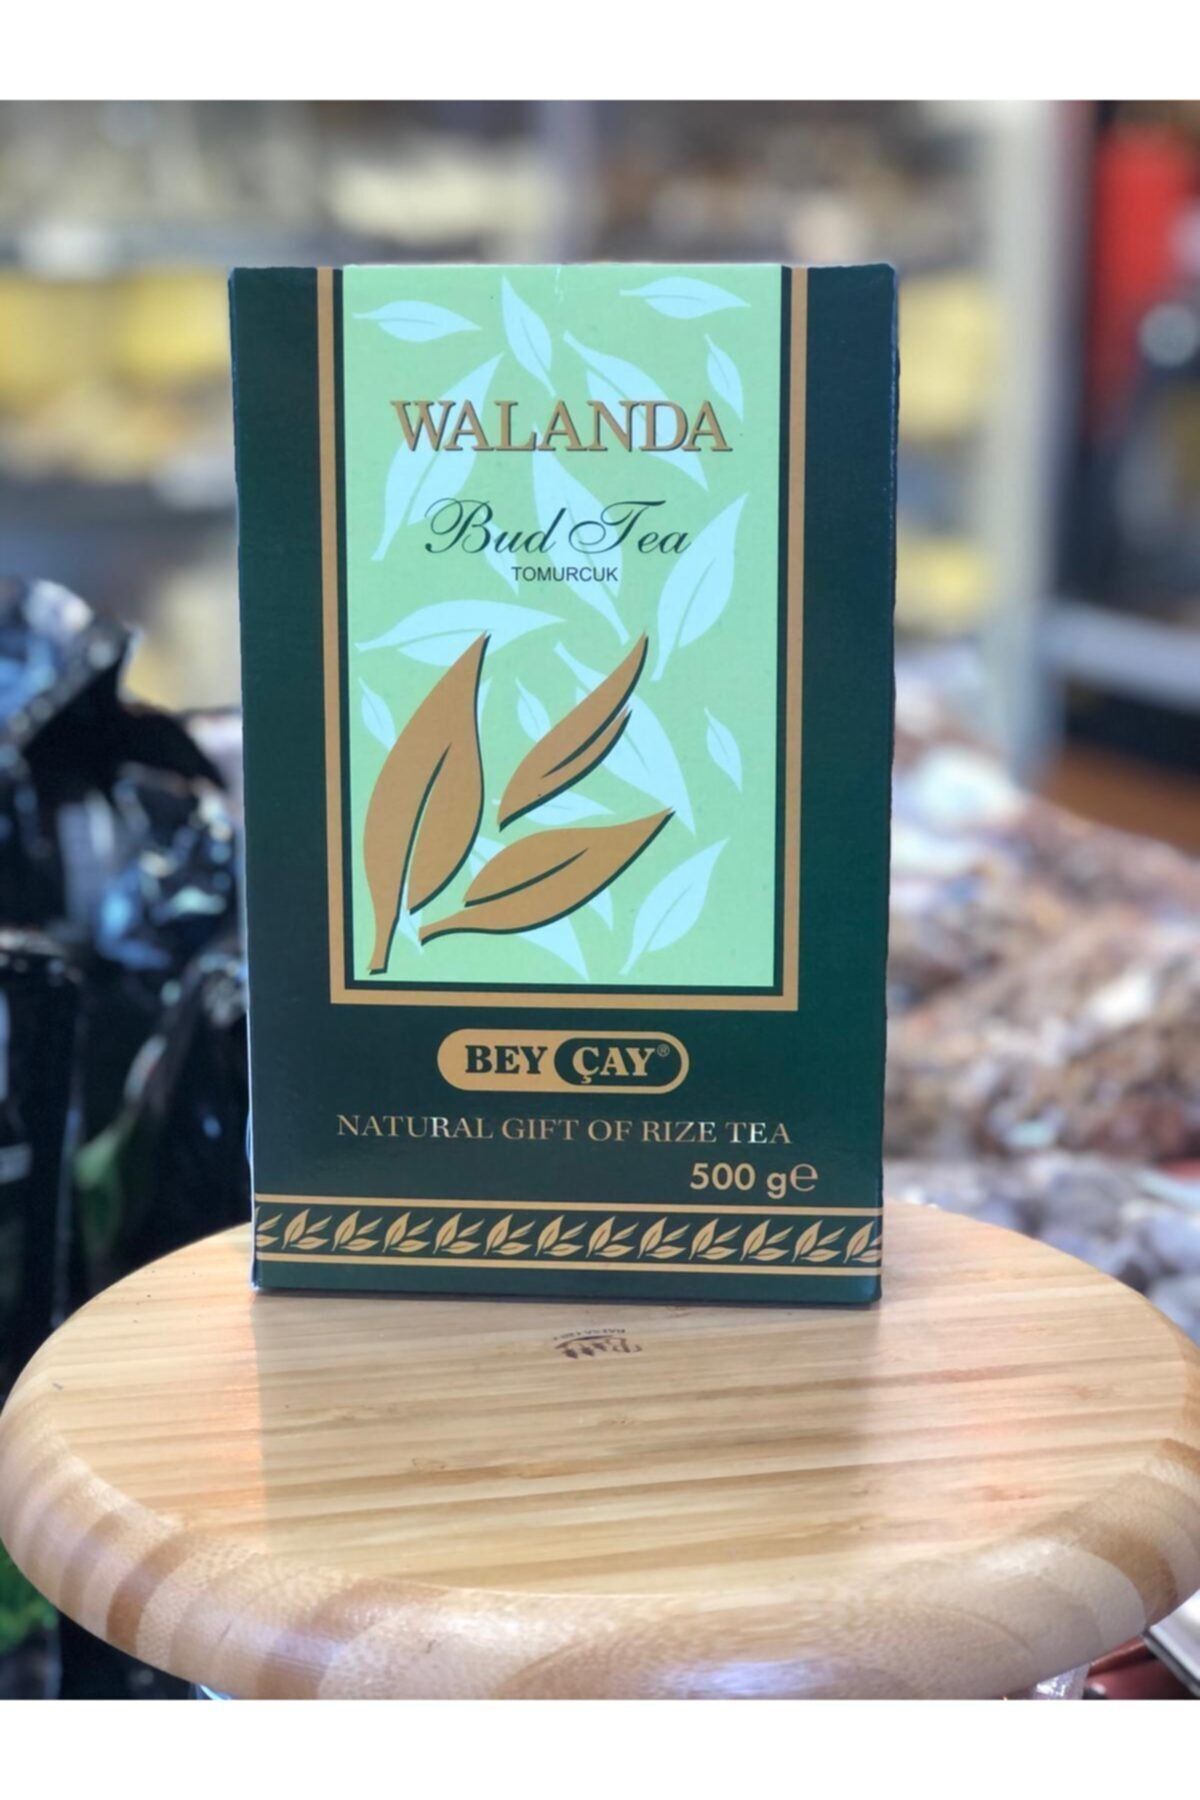 WALANDA
Bud Tea
TOMURCUK
BEY ÇAY®
NATURAL GIFT OF RIZE TEA
500 g℮